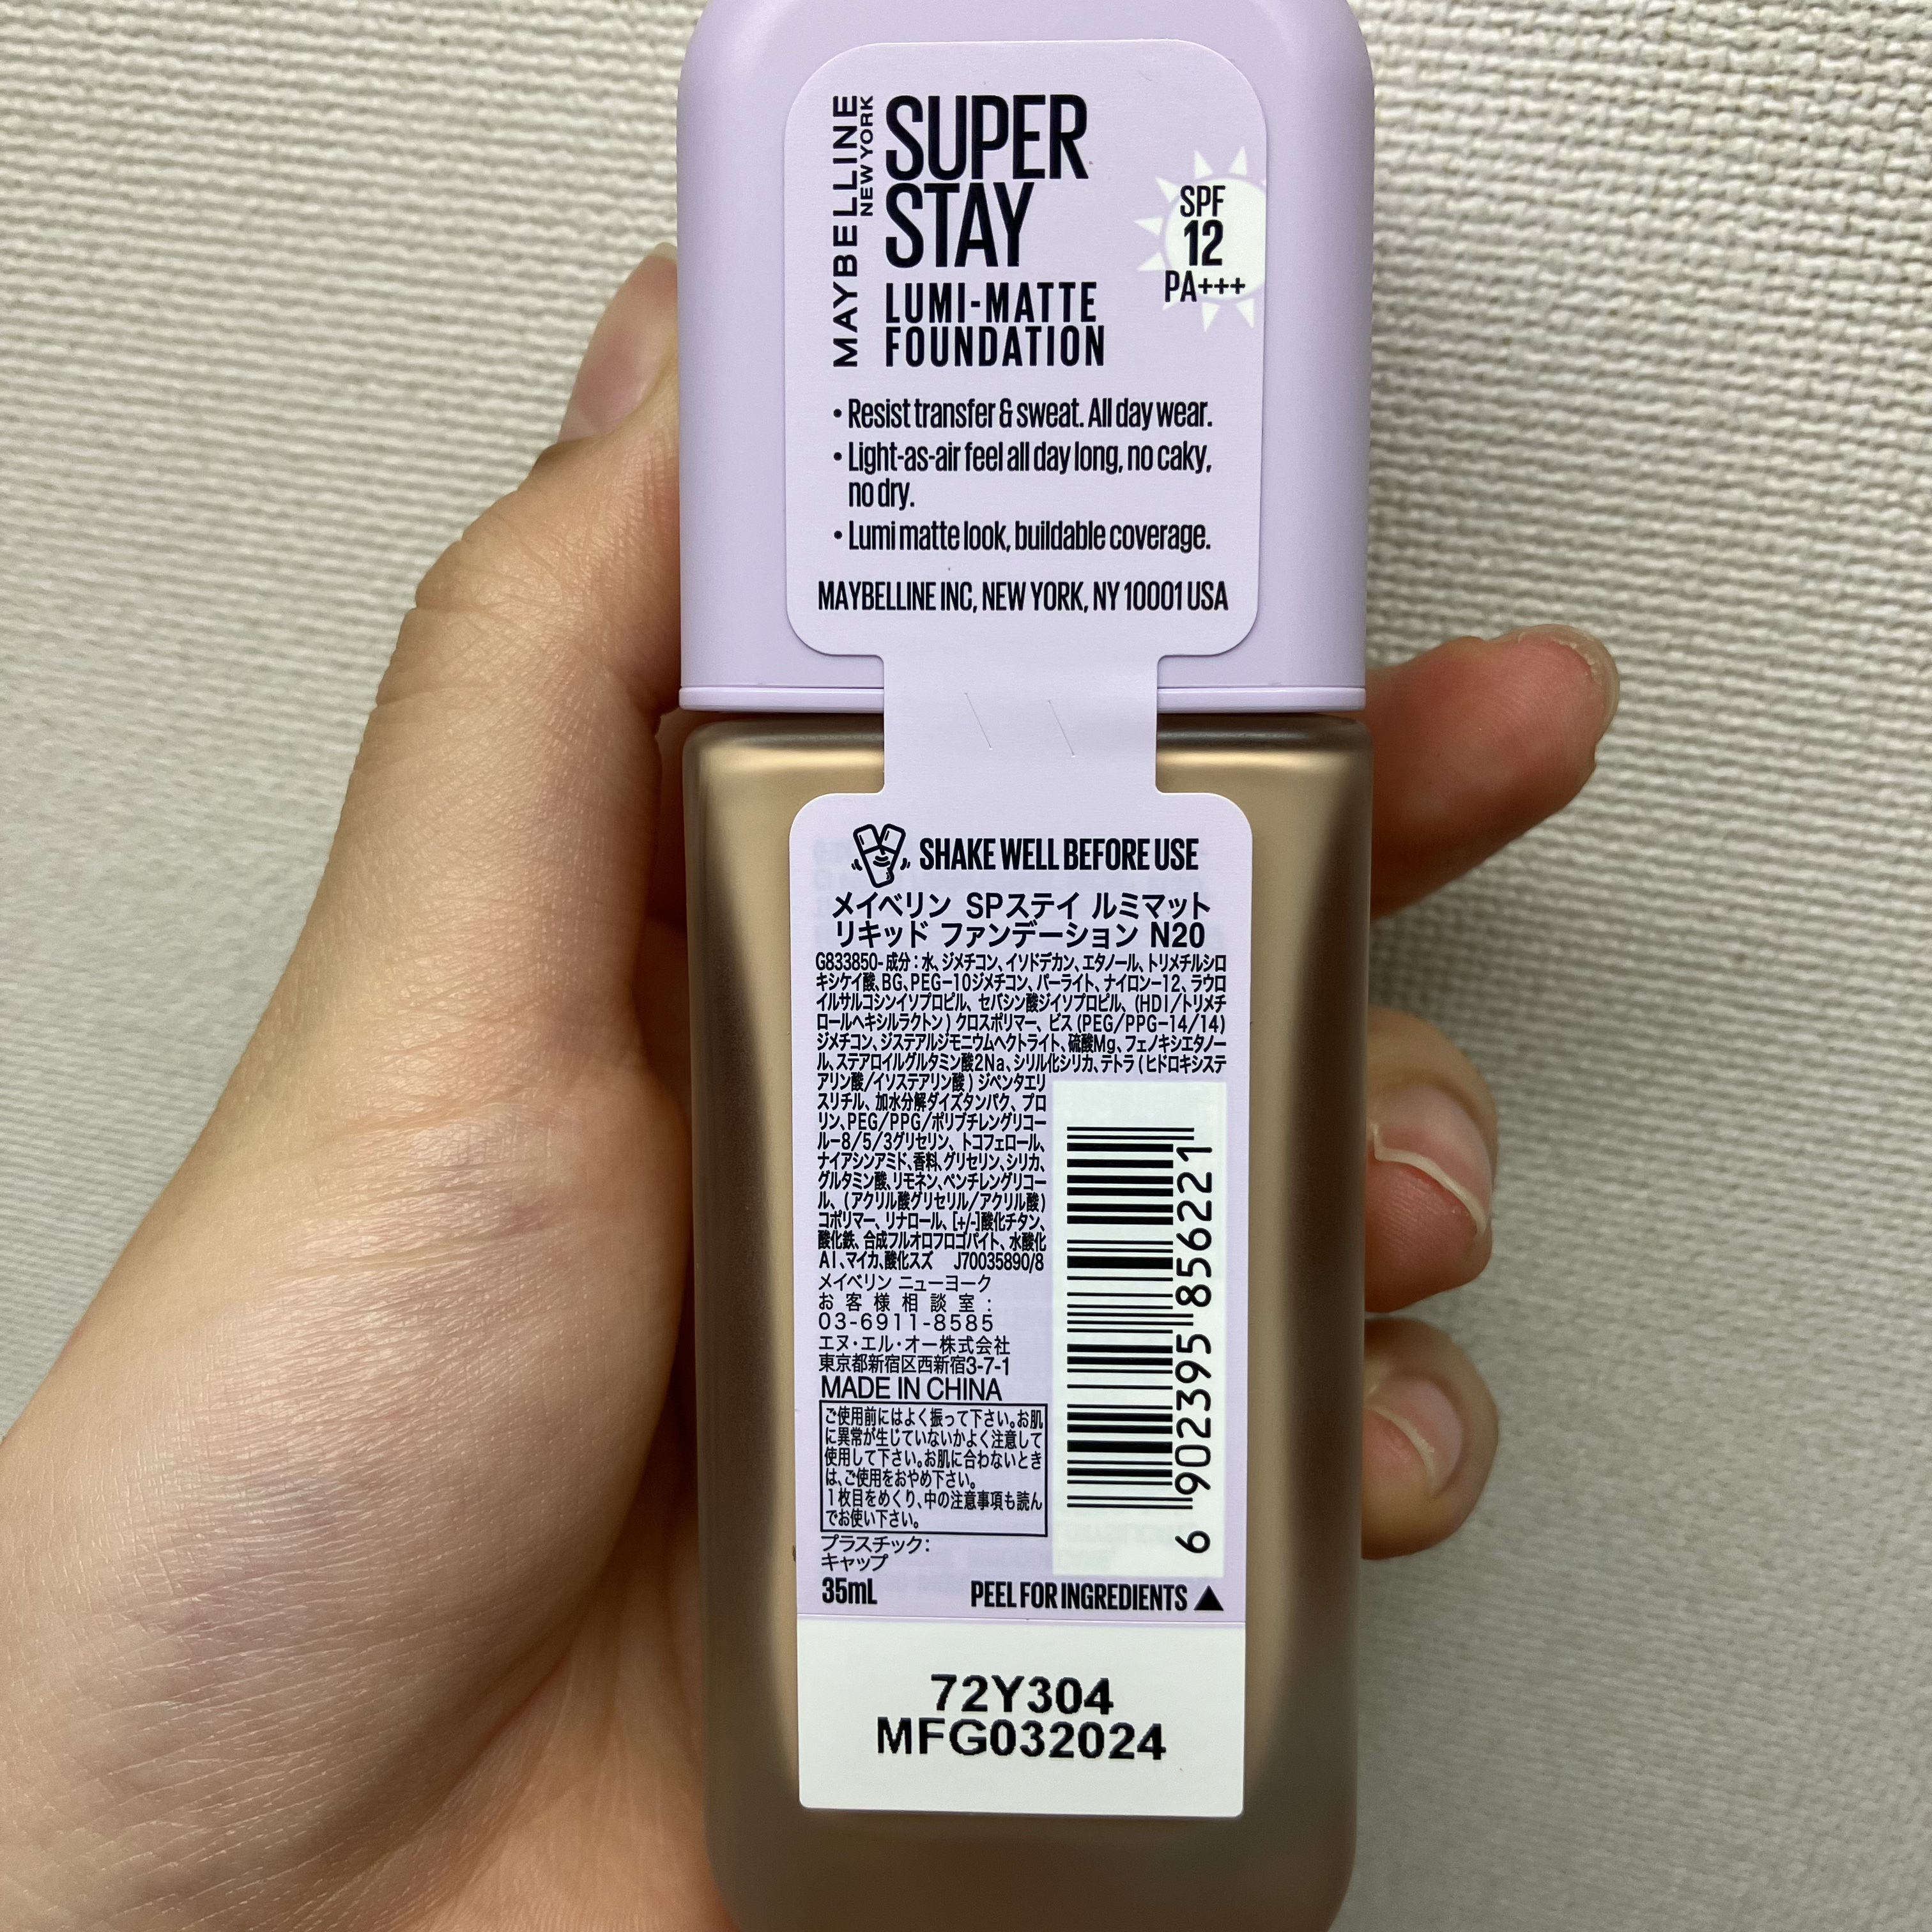 MAYBELLINE
NEW YORK
SUPER
STAY
LUMI-MATTE
FOUNDATION
SPF
12
PA+++
• Resist transfer & sweat. All day wear.
• Light-as-air feel all day long, no caky,
no dry.
• Lumi matte look, buildable coverage.
MAYBELLINE INC, NEW YORK, NY 10001 USA
SHAKE WELL BEFORE USE
メイベリン SPステイ ルミマット
リキッド ファンデーション N20
G833850- 成分：水、ジメチコン、イソドデカン、エタノール、トリメチルシロ
キシケイ酸、BG、PEG-10ジメチコン、パーライト、ナイロン-12、ラウロ
イルサルコシンイソプロピル、セバシン酸ジイソプロピル、(HDI/トリメチ
ロールヘキシルラクトン)クロスポリマー、ビス(PEG/PPG-14/14)
ジメチコン、ジステアルジモニウムヘクトライト、硫酸Mg、フェノキシエタノー
ル、ステアロイルグルタミン酸2Na、シリル化シリカ、テトラ(ヒドロキシステ
アリン酸/イソステアリン酸)ジペンタエリ
スリチル、加水分解ダイズタンパク、プロ
リン、PEG/PPG/ポリブチレングリコー
ル-8/5/3グリセリン、トコフェロール、
ナイアシンアミド、香料、グリセリン、シリカ、
グルタミン酸、リモネン、ペンチレングリコー
ル、(アクリル酸グリセリル/アクリル酸)
コポリマー、リナロール、[+/-]酸化チタン、
酸化鉄、合成フルオロフロゴパイト、水酸化
Al、マイカ、酸化スズ J70035890/8
メイベリン ニューヨーク
お客様相談室：
03-6911-8585
エヌ・エル・オー株式会社
東京都新宿区西新宿3-7-1
MADE IN CHINA
ご使用前にはよく振って下さい。お肌
に異常が生じていないかよく注意して
使用して下さい。お肌に合わないとき
は、ご使用をおやめ下さい。
1枚目をめくり、中の注意事項も読ん
でお使い下さい。
プラスチック：
キャップ
35mL
PEEL FOR INGREDIENTS ▲
6 902395 856221
72Y304
MFG032024